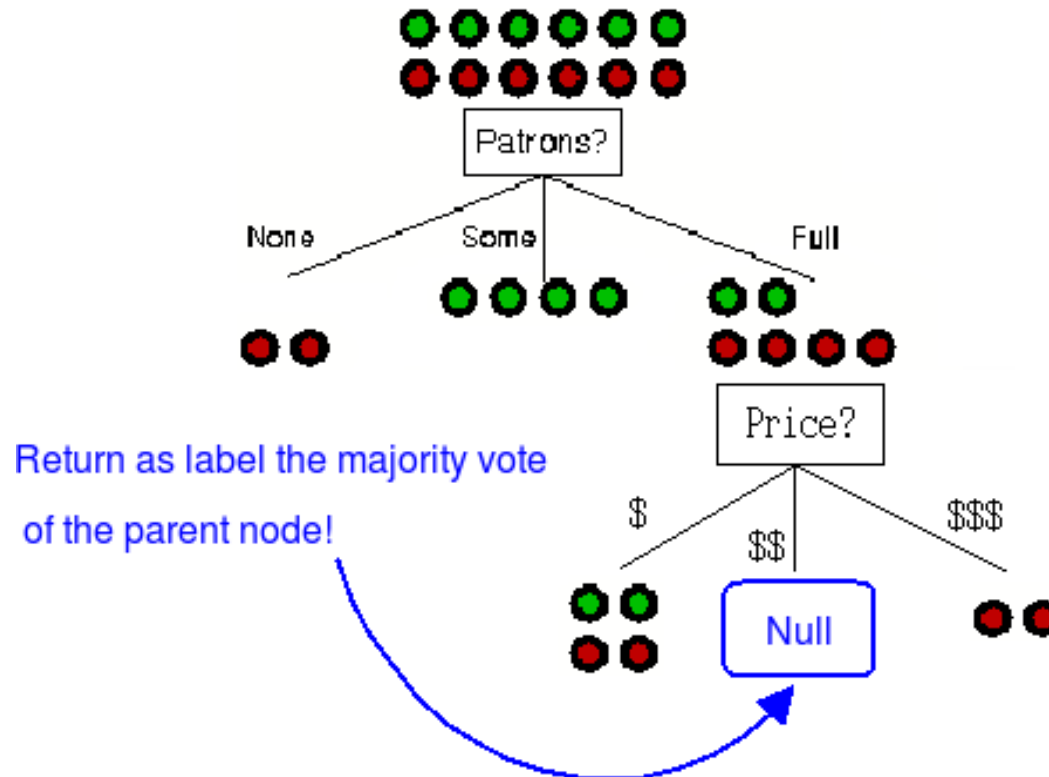 Patrons?
None
Some
Full
Price?
Return as label the majority vote
of the parent node!
$
$$
$$$
Null